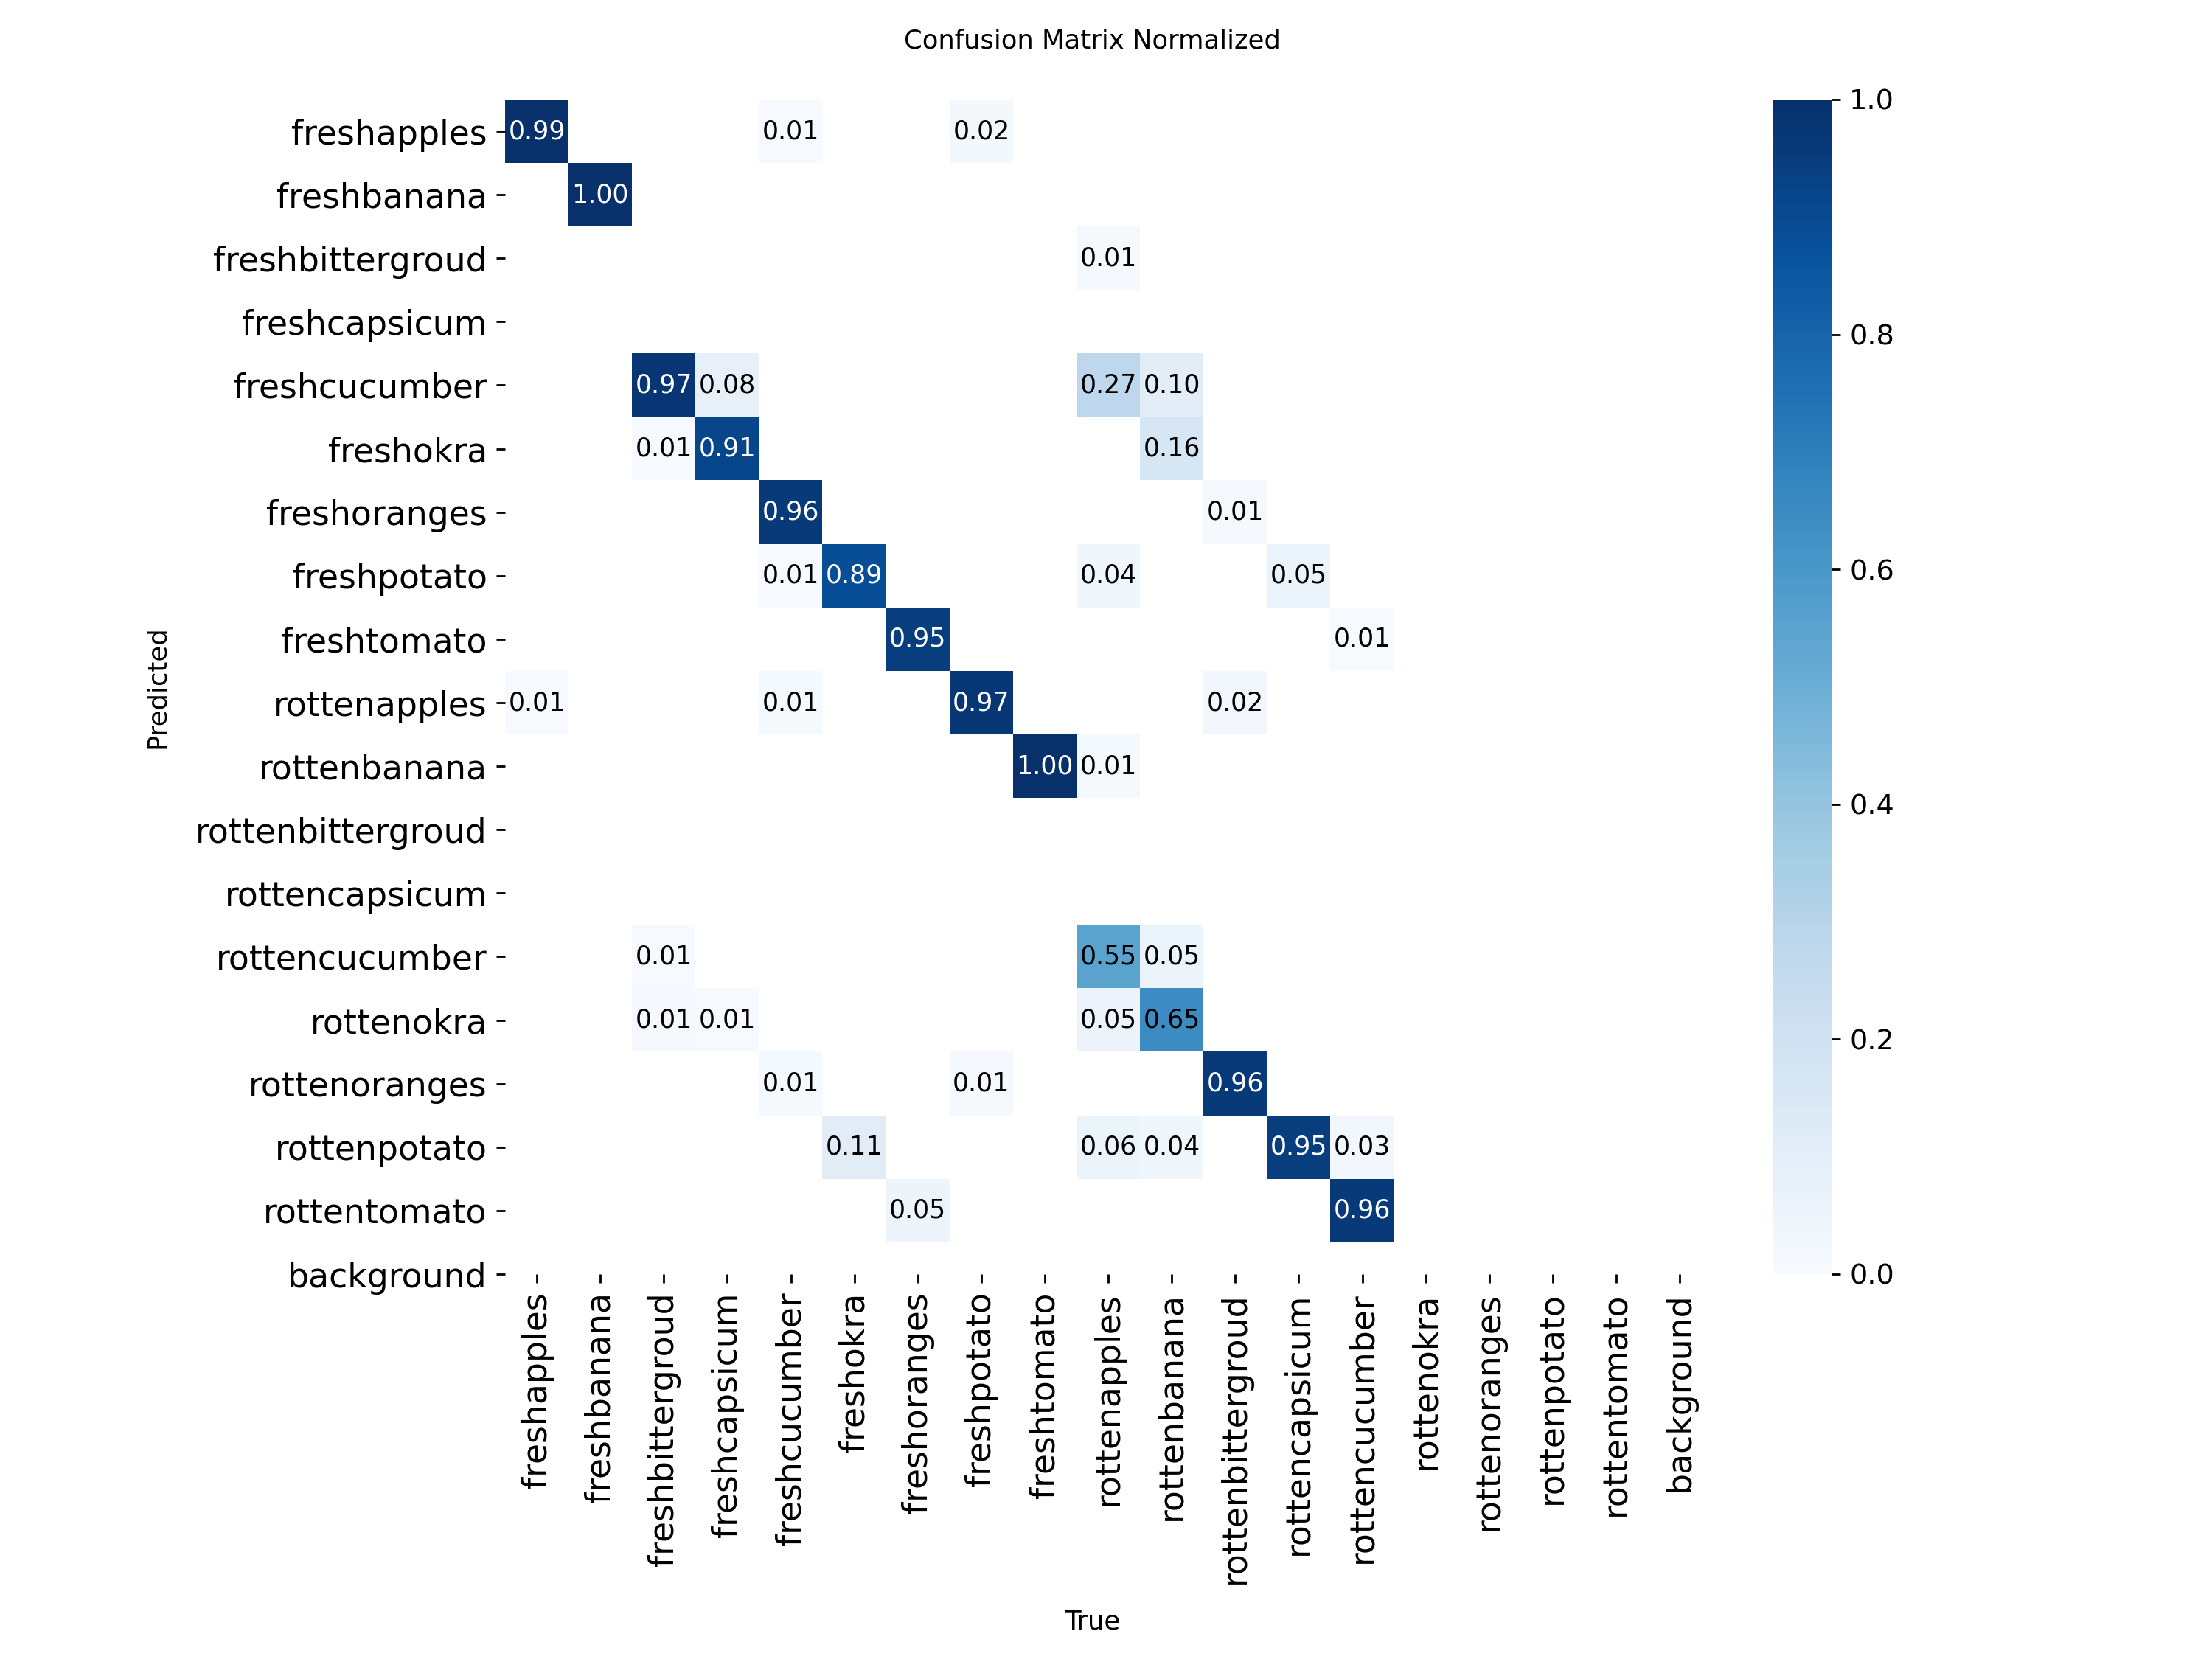 Confusion Matrix Normalized
freshapples 0.99 0.01 0.02
freshbanana 1.00
freshbittergroud 0.01
freshcapsicum
freshcucumber 0.97 0.08 0.27 0.10
freshokra 0.01 0.91 0.16
freshoranges 0.96 0.01
freshpotato 0.01 0.89 0.04 0.05
freshtomato 0.95 0.01
rottenapples 0.01 0.01 0.97 0.02
rottenbanana 1.00 0.01
rottenbittergroud
rottencapsicum
rottencucumber 0.01 0.55 0.05
rottenokra 0.01 0.01 0.05 0.65
rottenoranges 0.01 0.01 0.96
rottenpotato 0.11 0.06 0.04 0.95 0.03
rottentomato 0.05 0.96
background
Predicted
freshapples
freshbanana
freshbittergroud
freshcapsicum
freshcucumber
freshokra
freshoranges
freshpotato
freshtomato
rottenapples
rottenbanana
rottenbittergroud
rottencapsicum
rottencucumber
rottenokra
rottenoranges
rottenpotato
rottentomato
background
True
1.0
0.8
0.6
0.4
0.2
0.0